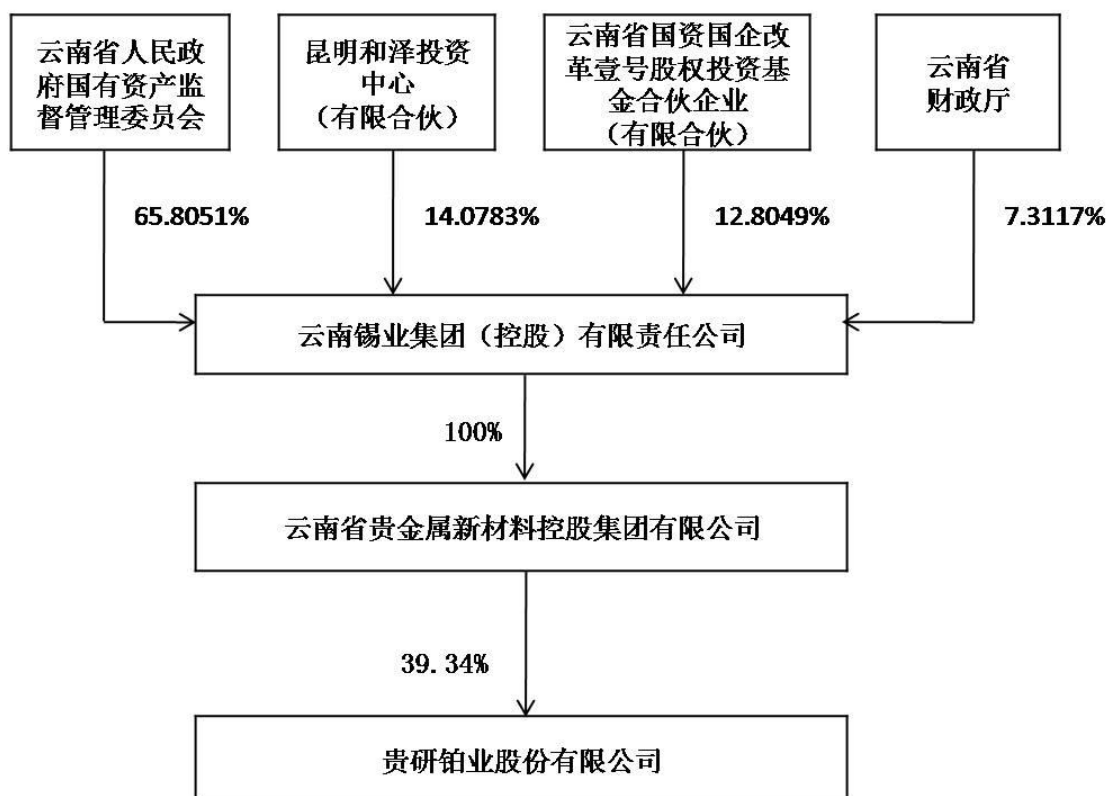 云南省人民政
府国有资产监
督管理委员会
昆明和泽投资
中心
（有限合伙）
云南省国资国企改
革壹号股权投资基
金合伙企业
（有限合伙）
云南省
财政厅
65.8051%
14.0783%
12.8049%
7.3117%
云南锡业集团（控股）有限责任公司
100%
云南省贵金属新材料控股集团有限公司
39.34%
贵研铂业股份有限公司